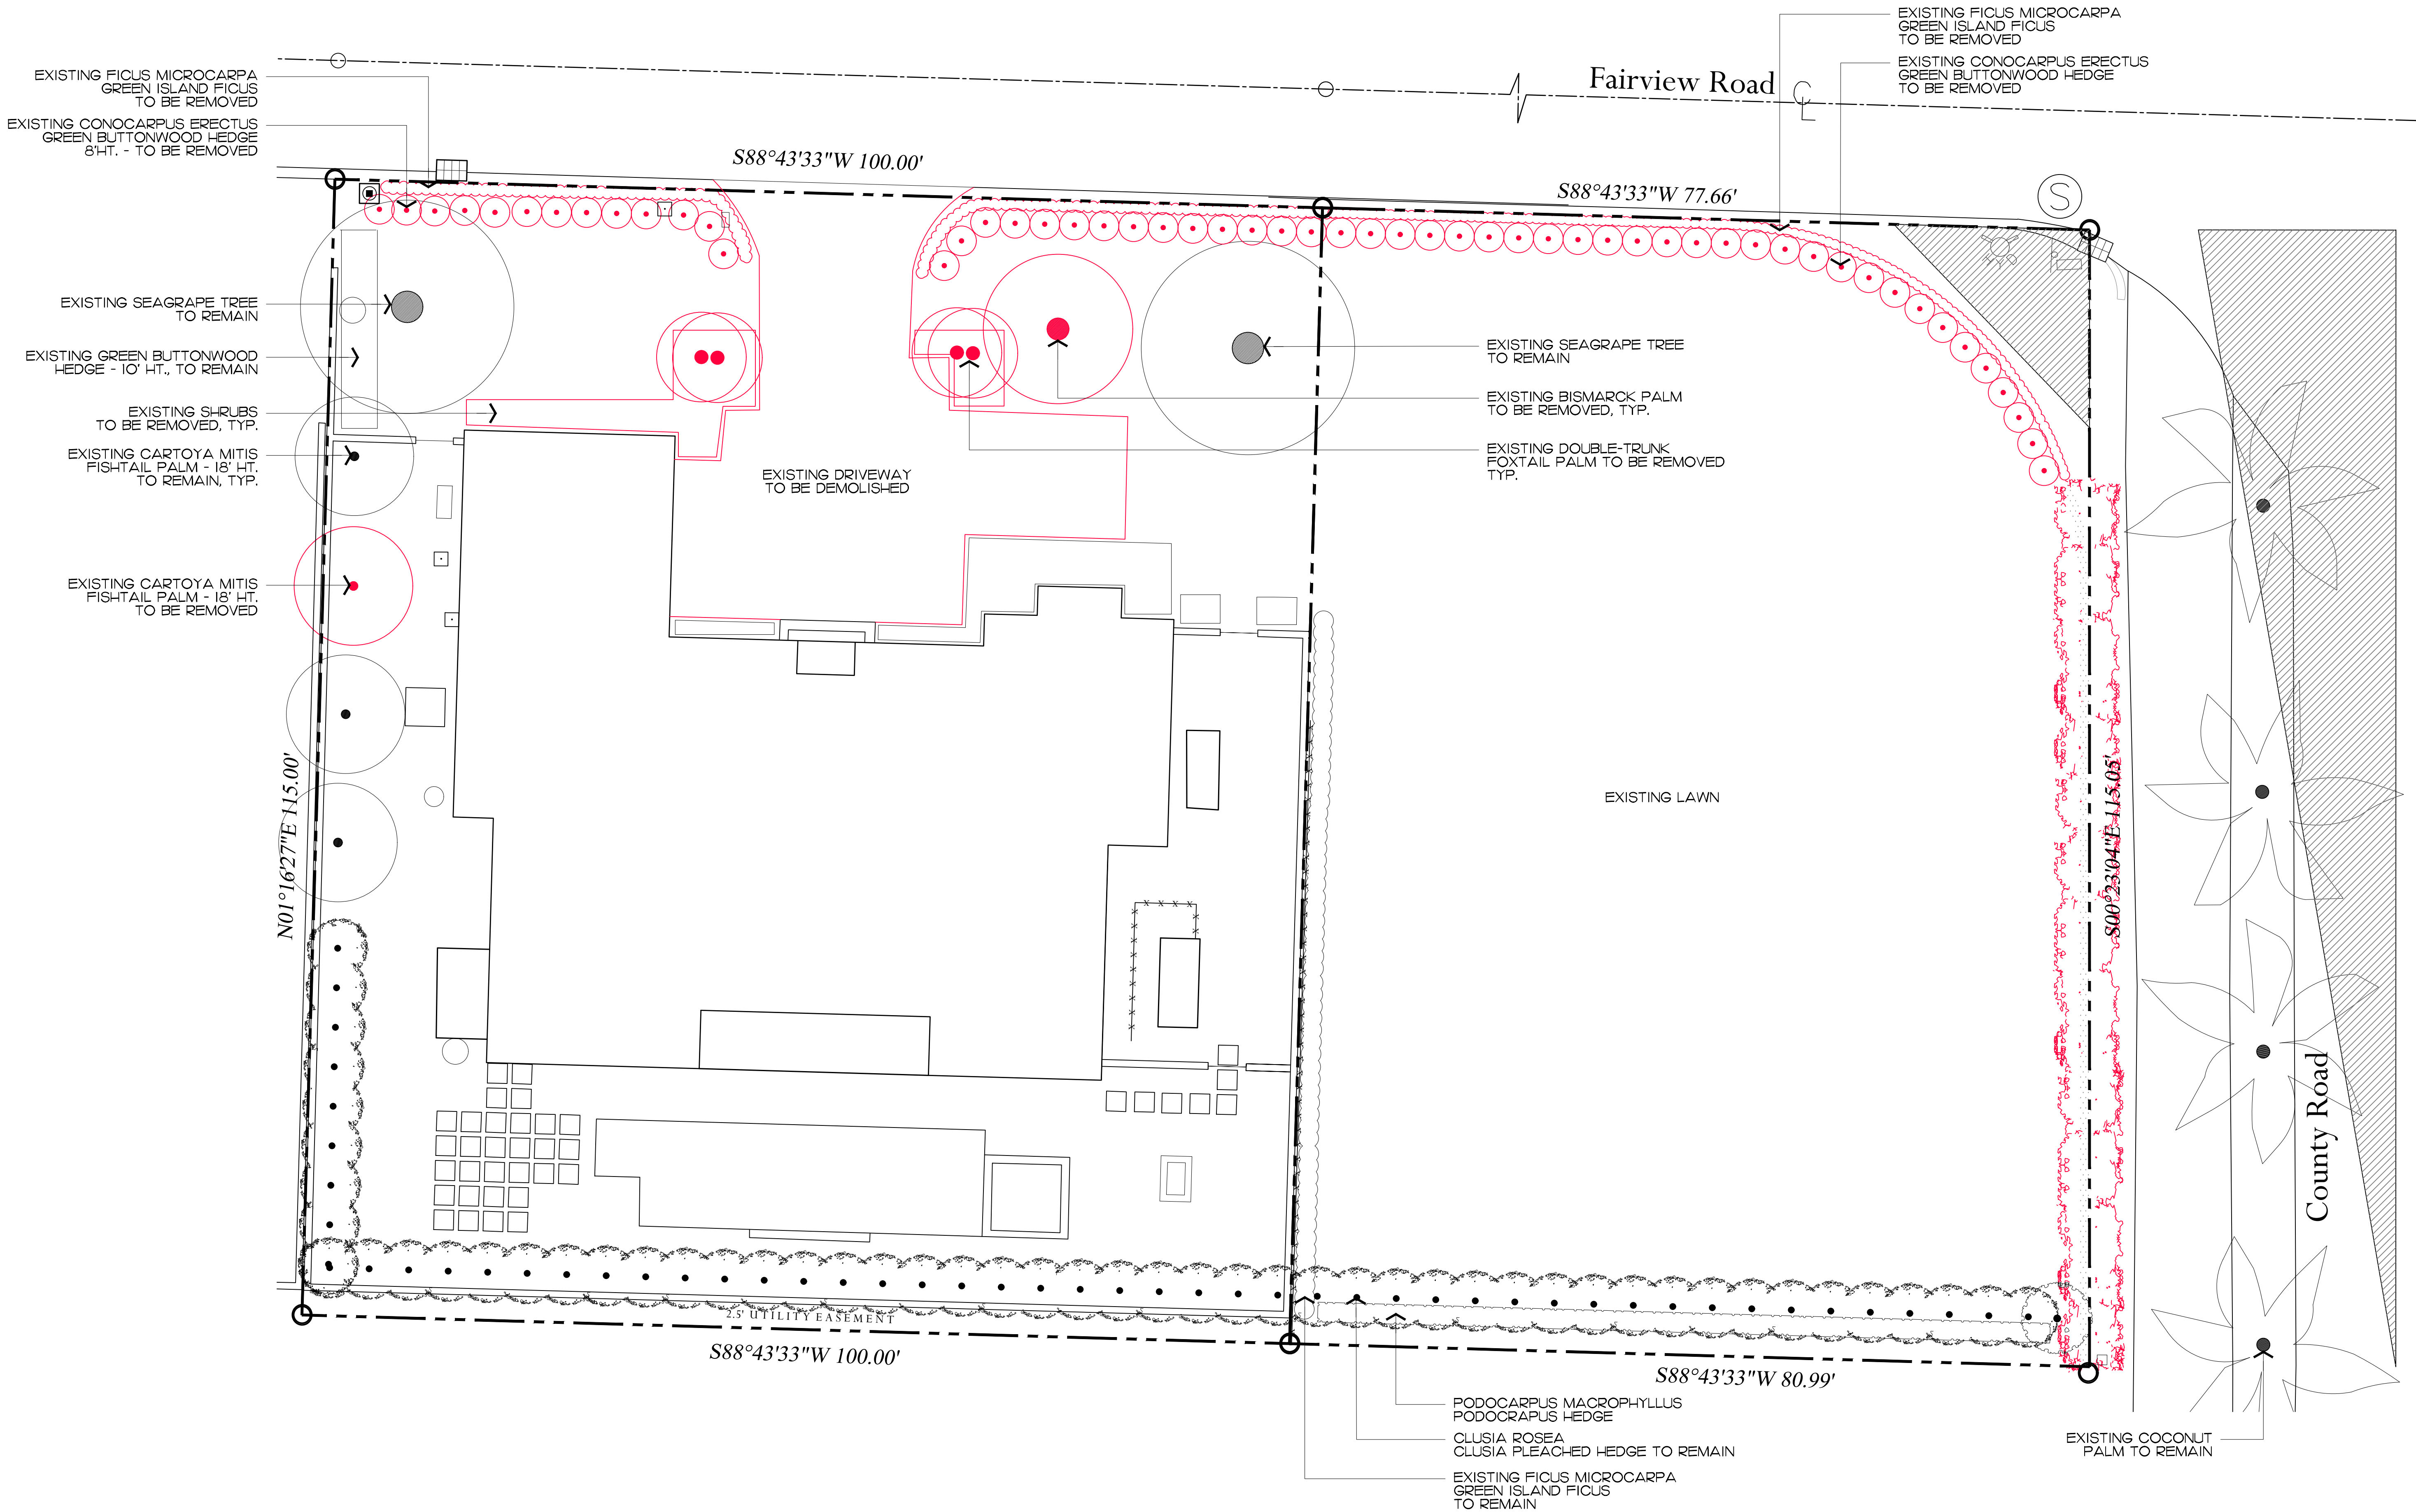 EXISTING FICUS MICROCARPA
GREEN ISLAND FICUS
TO BE REMOVED
EXISTING CONOCARPUS ERECTUS
GREEN BUTTONWOOD HEDGE
TO BE REMOVED
Fairview Road
CL
EXISTING FICUS MICROCARPA
GREEN ISLAND FICUS
TO BE REMOVED
EXISTING CONOCARPUS ERECTUS
GREEN BUTTONWOOD HEDGE
8'HT. - TO BE REMOVED
S88°43'33"W 100.00'
S88°43'33"W 77.66'
S
EXISTING SEAGRAPE TREE
TO REMAIN
EXISTING GREEN BUTTONWOOD
HEDGE - 10' HT., TO REMAIN
EXISTING SHRUBS
TO BE REMOVED, TYP.
EXISTING CARTOYA MITIS
FISHTAIL PALM - 18' HT.
TO REMAIN, TYP.
EXISTING CARTOYA MITIS
FISHTAIL PALM - 18' HT.
TO BE REMOVED
EXISTING DRIVEWAY
TO BE DEMOLISHED
EXISTING SEAGRAPE TREE
TO REMAIN
EXISTING BISMARCK PALM
TO BE REMOVED, TYP.
EXISTING DOUBLE-TRUNK
FOXTAIL PALM TO BE REMOVED
TYP.
EXISTING LAWN
N01°16'27"E 115.00'
S00°23'04"E 115.05'
County Road
2.5' UTILITY EASEMENT
S88°43'33"W 100.00'
S88°43'33"W 80.99'
PODOCARPUS MACROPHYLLUS
PODOCRAPUS HEDGE
CLUSIA ROSEA
CLUSIA PLEACHED HEDGE TO REMAIN
EXISTING FICUS MICROCARPA
GREEN ISLAND FICUS
TO REMAIN
EXISTING COCONUT
PALM TO REMAIN